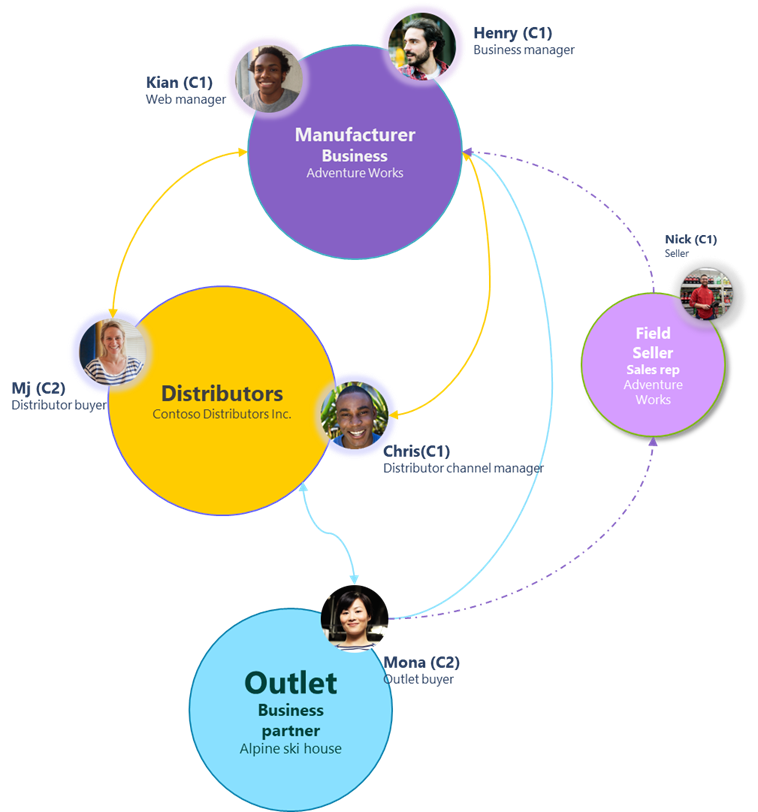 Henry (C1)
Business manager
Kian (C1)
Web manager
Manufacturer
Business
Adventure Works
Nick (C1)
Seller
Field
Seller
Sales rep
Adventure
Works
Mj (C2)
Distributor buyer
Distributors
Contoso Distributors Inc.
Chris(C1)
Distributor channel manager
Mona (C2)
Outlet buyer
Outlet
Business
partner
Alpine ski house